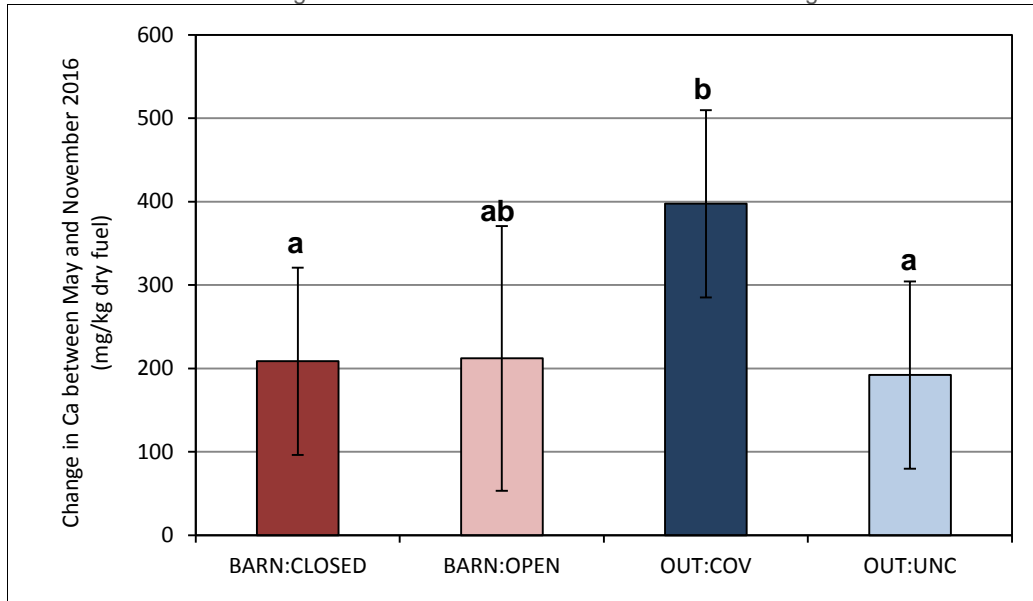 600
500
400
300
200
100
0
Change in Ca between May and November 2016
(mg/kg dry fuel)
a
ab
b
a
BARN:CLOSED
BARN:OPEN
OUT:COV
OUT:UNC